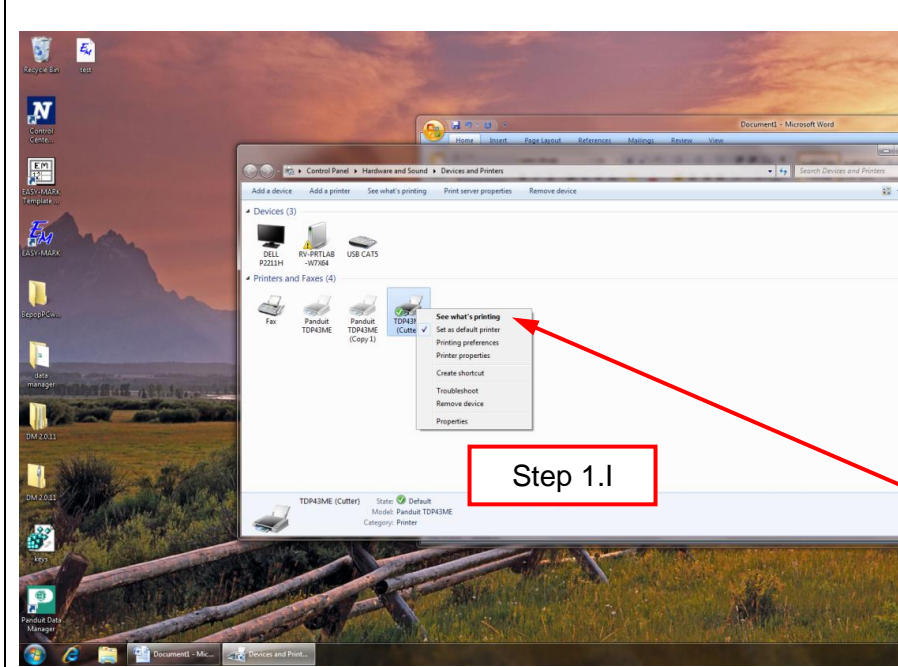 Recycle Bin
test
Control
Cente...
EASY-MARK
Template ...
EASY-MARK
BepopPCw...
data
manager
DM 2.0.11
DM 2.0.11
keys
Panduit Data
Manager
Document1 - Microsoft Word
Home Insert Page Layout References Mailings Review View
Control Panel Hardware and Sound Devices and Printers
Search Devices and Printers
Add a device Add a printer See what's printing Print server properties Remove device
Devices (3)
DELL
P2211H
RV-PRTLAB
-W7X64
USB CAT5
Printers and Faxes (4)
Fax
Panduit
TDP43ME
Panduit
TDP43ME
(Copy 1)
TDP43M
(Cutte
See what's printing
Set as default printer
Printing preferences
Printer properties
Create shortcut
Troubleshoot
Remove device
Properties
Step 1.I
TDP43ME (Cutter) State: Default
Model: Panduit TDP43ME
Category: Printer
Document1 - Mic...
Devices and Print...